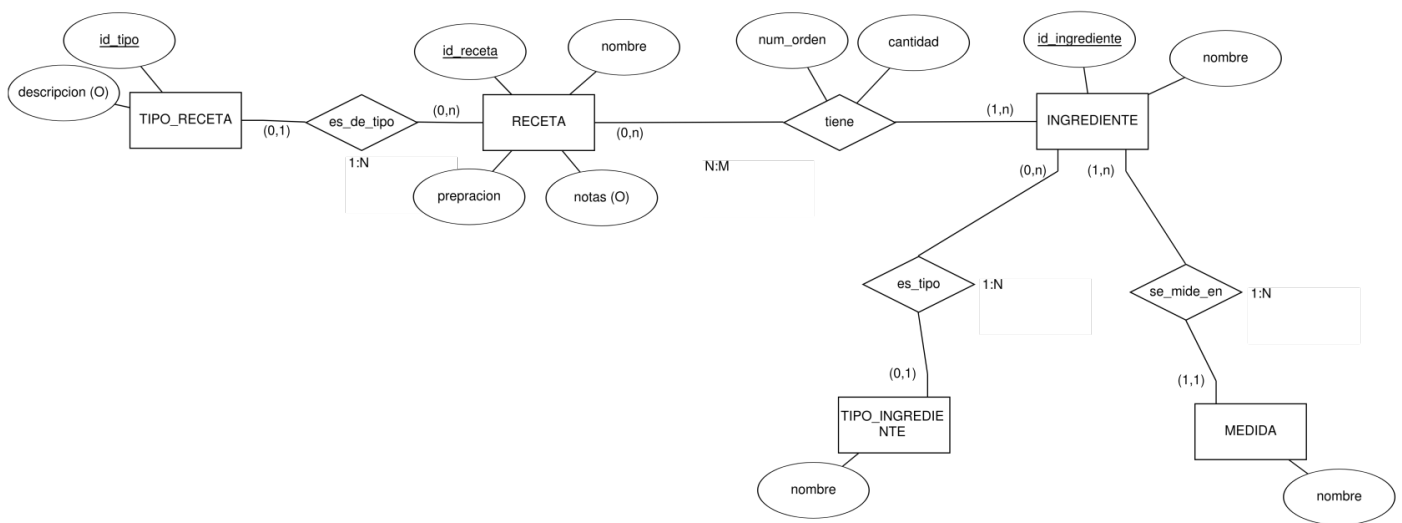 id_tipo
descripcion (O)
TIPO_RECETA
(0,1)
es_de_tipo
1:N
(0,n)
id_receta
nombre
RECETA
prepracion
notas (O)
(0,n)
N:M
num_orden
cantidad
tiene
(1,n)
id_ingrediente
nombre
INGREDIENTE
(0,n)
(1,n)
es_tipo
1:N
se_mide_en
1:N
(0,1)
(1,1)
TIPO_INGREDIE
NTE
MEDIDA
nombre
nombre